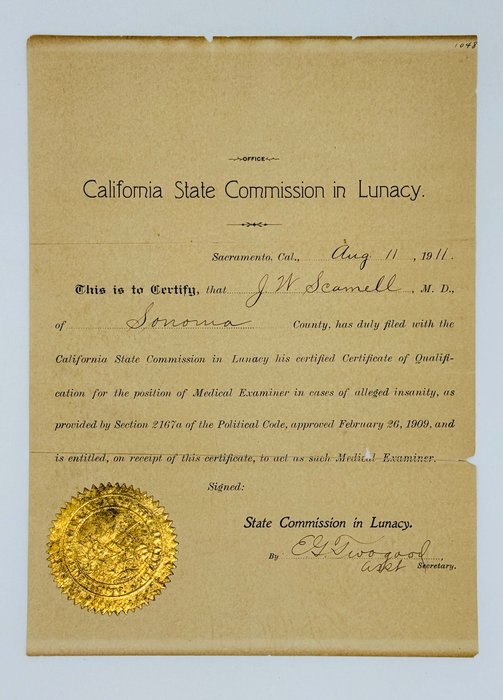 1048
OFFICE
California State Commission in Lunacy.
Sacramento, Cal., Aug 11, 1911.
This is to Certify, that J. W. Scamell, M. D.,
of Sonoma County, has duly filed with the
California State Commission in Lunacy his certified Certificate of Qualifi-
cation for the position of Medical Examiner in cases of alleged insanity, as
provided by Section 2167a of the Political Code, approved February 26, 1909, and
is entitled, on receipt of this certificate, to act as such Medical Examiner.
Signed:
State Commission in Lunacy.
By E. G. Twogood
asst Secretary.